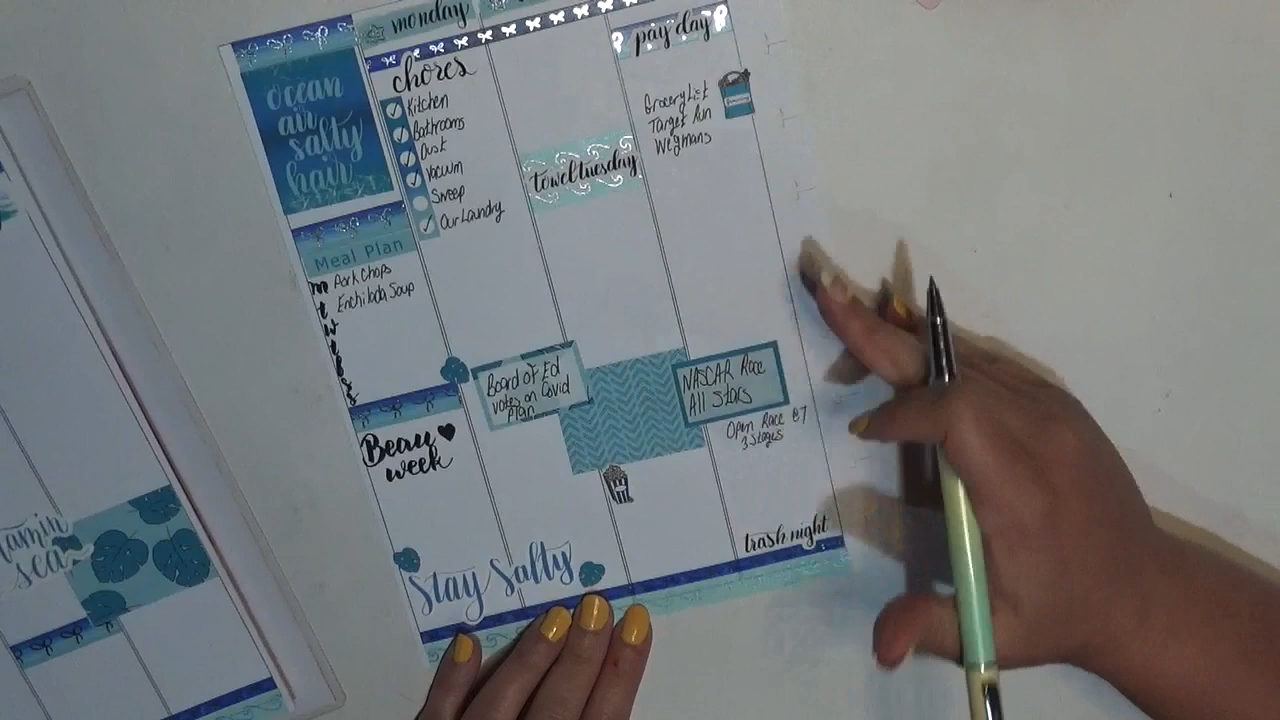 monday
pay day
ocean
air
salty
hair
chores
Kitchen
Bathrooms
Dust
Vacuum
Sweep
Our Laundry
towel tuesday
Grocery List
Target Run
Wegmans
Meal Plan
m Pork Chops
t Enchilada Soup
w
Board of Ed
votes on Covid
Plan
NASCAR Race
All Stars
Open Race @7
3 Stages
Beau
week
trash night
stay salty
sea